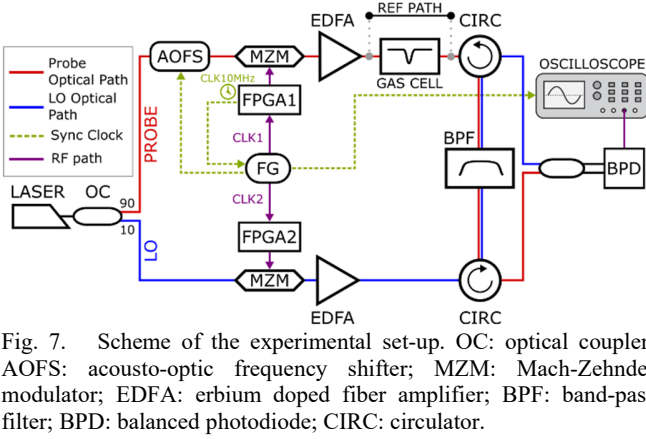 REF PATH
EDFA
CIRC
Probe
Optical Path
LO Optical
Path
Sync Clock
RF path
AOFS
MZM
GAS CELL
OSCILLOSCOPE
CLK10MHz
FPGA1
PROBE
CLK1
BPF
FG
BPD
LASER
OC
90
10
CLK2
LO
FPGA2
MZM
EDFA
CIRC
Fig. 7. Scheme of the experimental set-up. OC: optical coupler
AOFS: acousto-optic frequency shifter; MZM: Mach-Zehnde
modulator; EDFA: erbium doped fiber amplifier; BPF: band-pas
filter; BPD: balanced photodiode; CIRC: circulator.